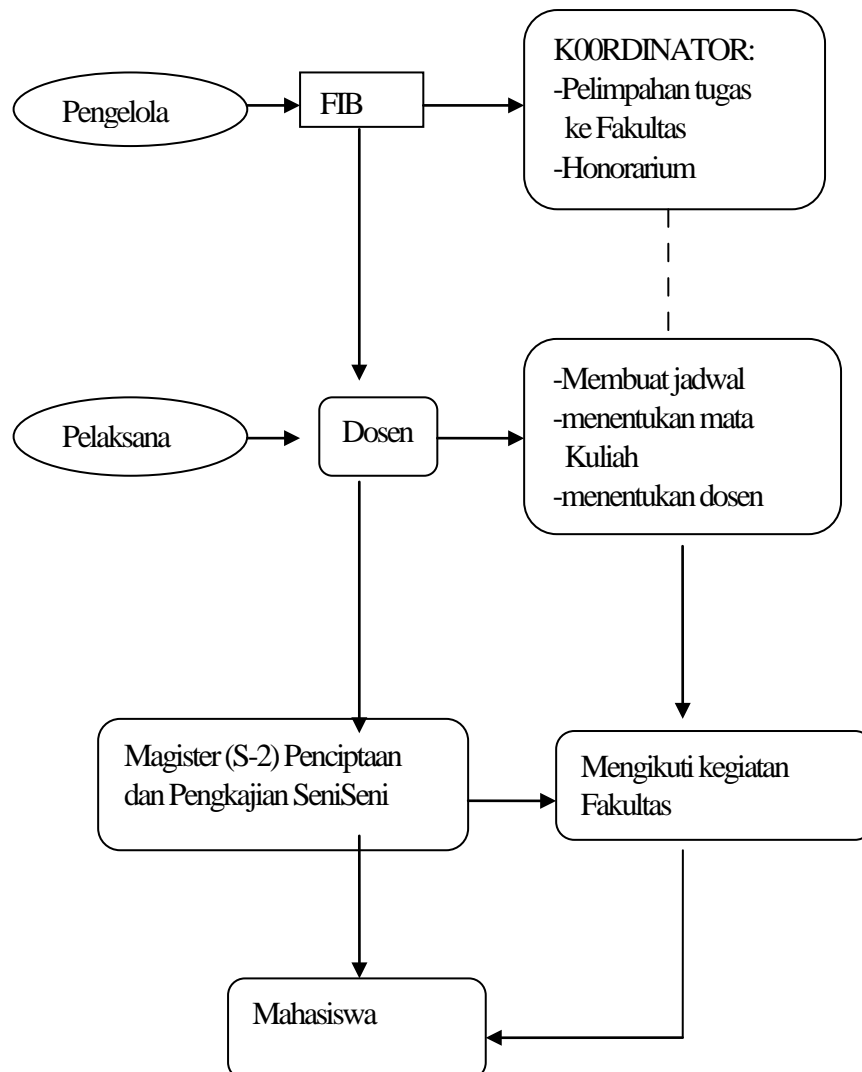 K00RDINATOR:
-Pelimpahan tugas
ke Fakultas
-Honorarium
Pengelola
FIB
-Membuat jadwal
-menentukan mata
Kuliah
-menentukan dosen
Pelaksana
Dosen
Magister (S-2) Penciptaan
dan Pengkajian SeniSeni
Mengikuti kegiatan
Fakultas
Mahasiswa